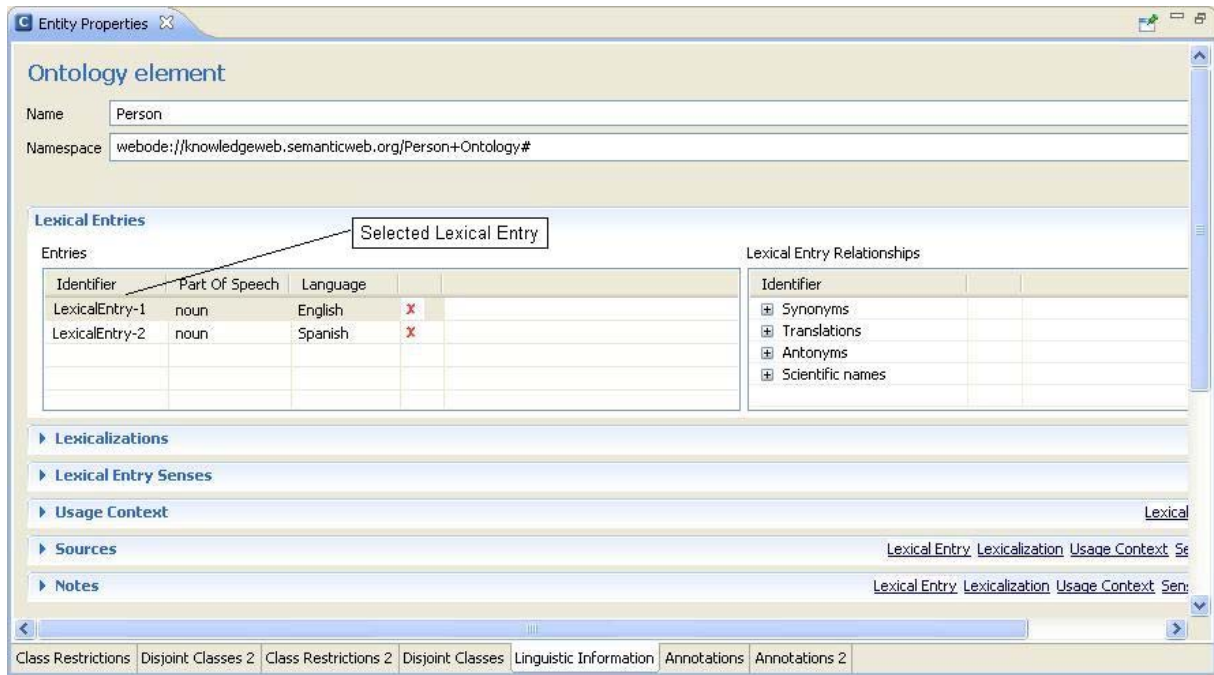 Entity Properties
Ontology element
Name Person
Namespace webode://knowledgeweb.semanticweb.org/Person+Ontology#
Lexical Entries
Selected Lexical Entry
Entries
Identifier Part Of Speech Language
LexicalEntry-1 noun English x
LexicalEntry-2 noun Spanish x
Lexical Entry Relationships
Identifier
Synonyms
Translations
Antonyms
Scientific names
Lexicalizations
Lexical Entry Senses
Usage Context Lexical
Sources Lexical Entry Lexicalization Usage Context Se
Notes Lexical Entry Lexicalization Usage Context Sen
Class Restrictions Disjoint Classes 2 Class Restrictions 2 Disjoint Classes Linguistic Information Annotations Annotations 2